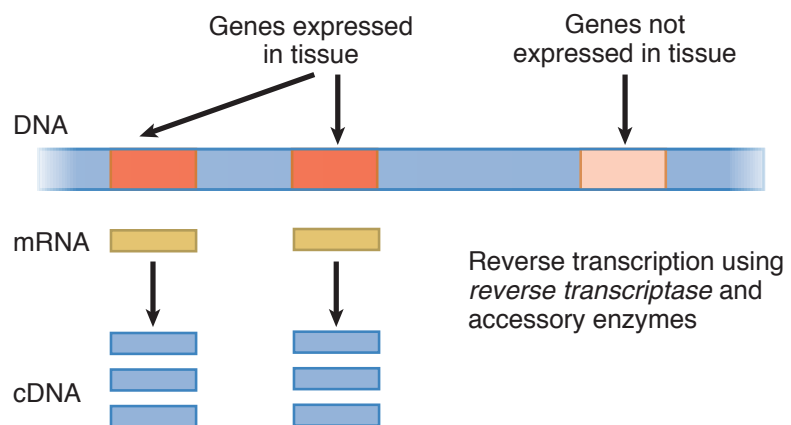 Genes expressed
in tissue
Genes not
expressed in tissue
DNA
mRNA
Reverse transcription using
reverse transcriptase and
accessory enzymes
cDNA